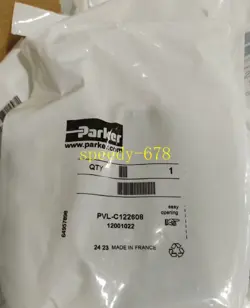 Parker
www.parker.com
speedy-678
QTY
1
PVL-C122608
12001022
easy
opening
24 23 MADE IN FRANCE